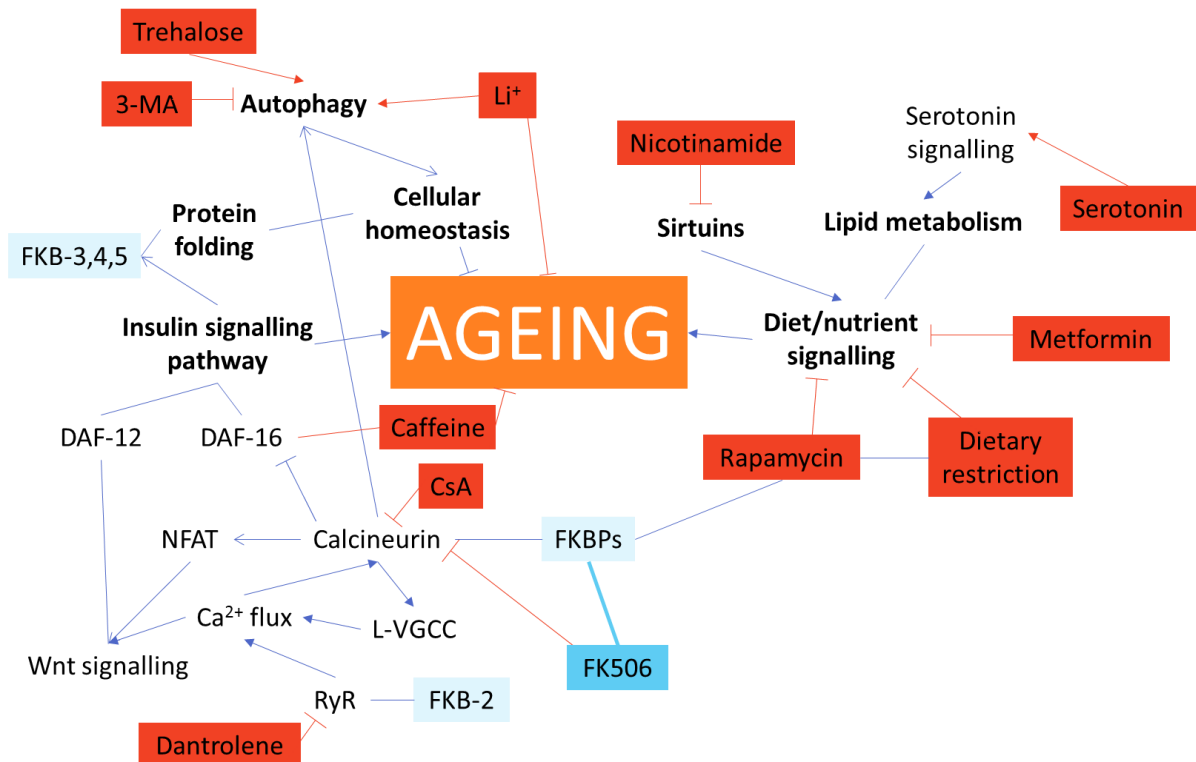 Trehalose
3-MA
Autophagy
Li⁺
Nicotinamide
Serotonin
signalling
Serotonin
Cellular
homeostasis
Protein
folding
Sirtuins
Lipid metabolism
FKB-3,4,5
Insulin signalling
pathway
AGEING
Diet/nutrient
signalling
Metformin
DAF-12
DAF-16
Caffeine
Rapamycin
Dietary
restriction
CsA
NFAT
Calcineurin
FKBPs
Ca²⁺ flux
L-VGCC
Wnt signalling
FK506
RyR
FKB-2
Dantrolene